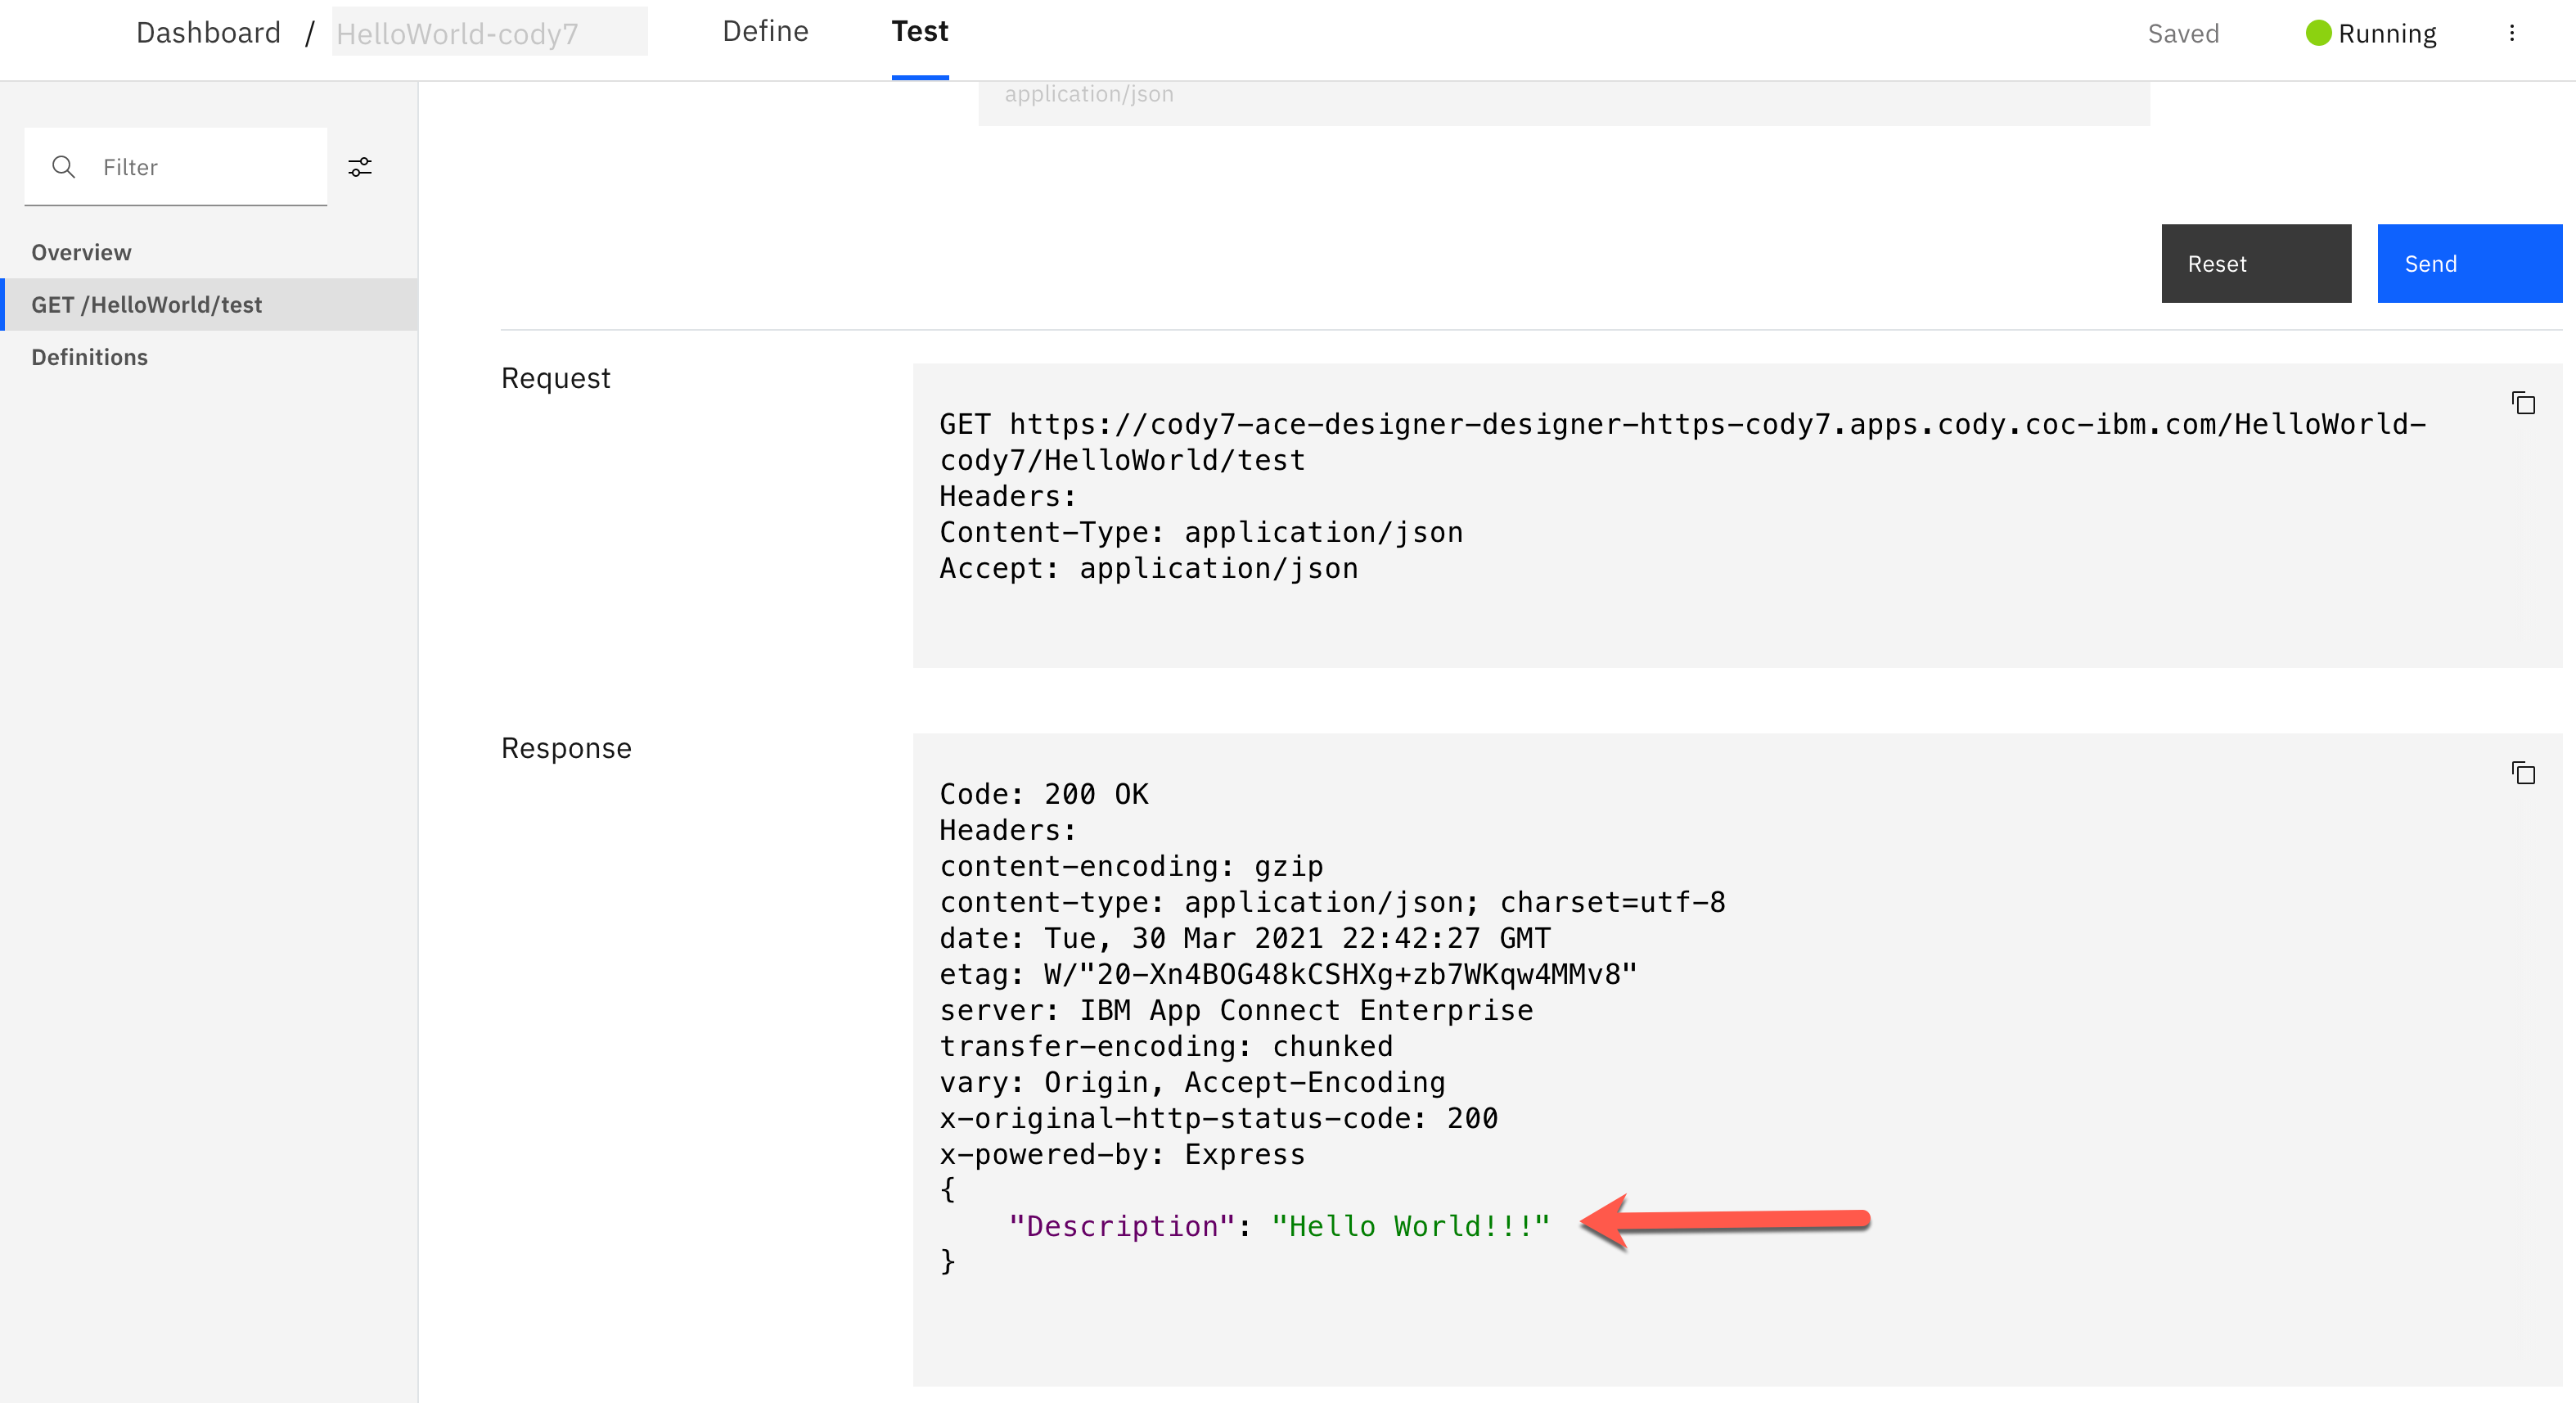 Dashboard / HelloWorld-cody7 Define Test Saved Running
application/json
Filter
Overview
GET /HelloWorld/test
Definitions
Reset Send
Request
GET https://cody7-ace-designer-designer-https-cody7.apps.cody.coc-ibm.com/HelloWorld-
cody7/HelloWorld/test
Headers:
Content-Type: application/json
Accept: application/json
Response
Code: 200 OK
Headers:
content-encoding: gzip
content-type: application/json; charset=utf-8
date: Tue, 30 Mar 2021 22:42:27 GMT
etag: W/"20-Xn4BOG48kCSHXg+zb7WKqw4MMv8"
server: IBM App Connect Enterprise
transfer-encoding: chunked
vary: Origin, Accept-Encoding
x-original-http-status-code: 200
x-powered-by: Express
{
"Description": "Hello World!!!"
}